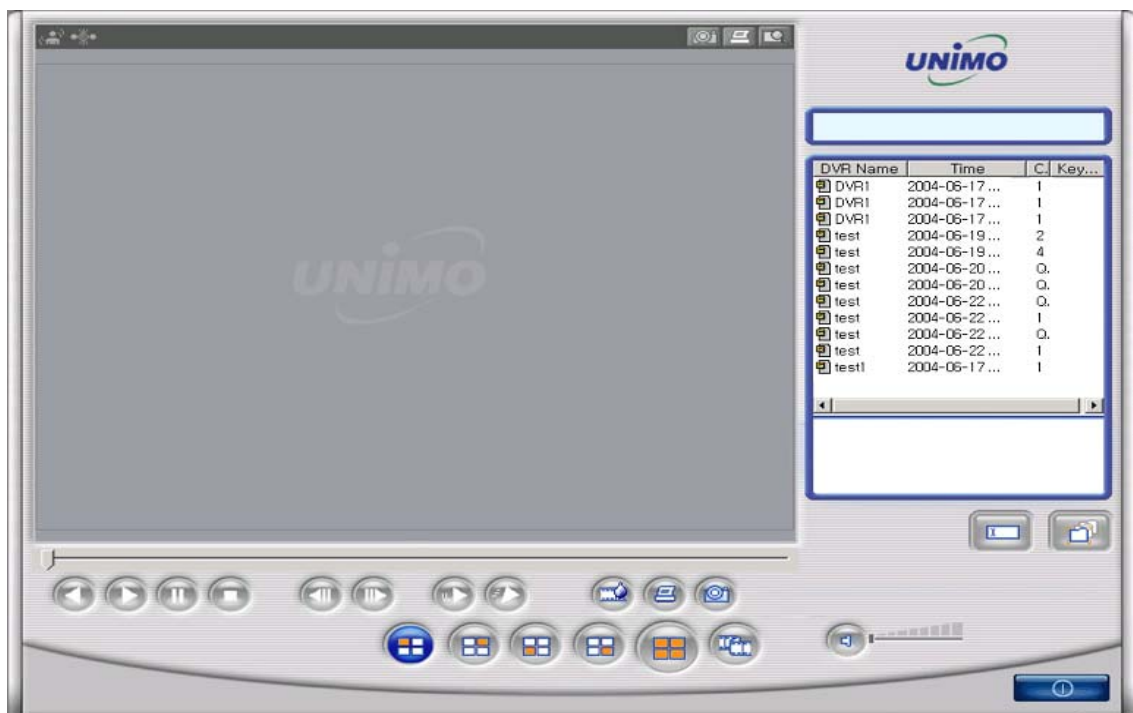 UNIMO
UNIMO
DVR Name Time C. Key...
DVR1 2004-06-17 ... 1
DVR1 2004-06-17 ... 1
DVR1 2004-06-17 ... 1
test 2004-06-19 ... 2
test 2004-06-19 ... 4
test 2004-06-20 ... Q.
test 2004-06-20 ... Q.
test 2004-06-22 ... Q.
test 2004-06-22 ... 1
test 2004-06-22 ... Q.
test 2004-06-22 ... 1
test1 2004-06-17 ... 1